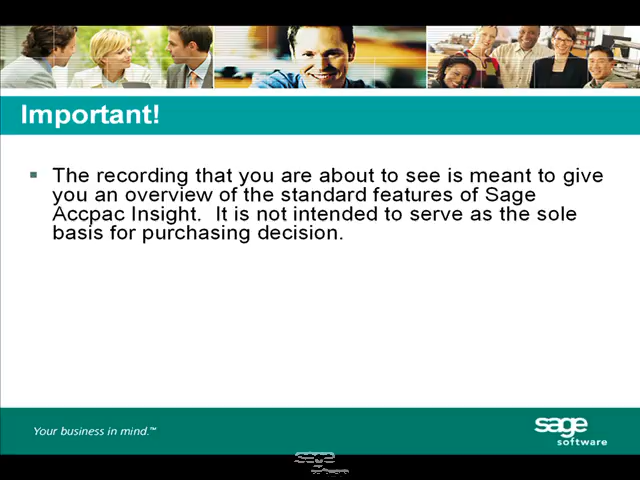 Important!
▪ The recording that you are about to see is meant to give
you an overview of the standard features of Sage
Accpac Insight.  It is not intended to serve as the sole
basis for purchasing decision.
Your business in mind.™
sage
software
sage
software